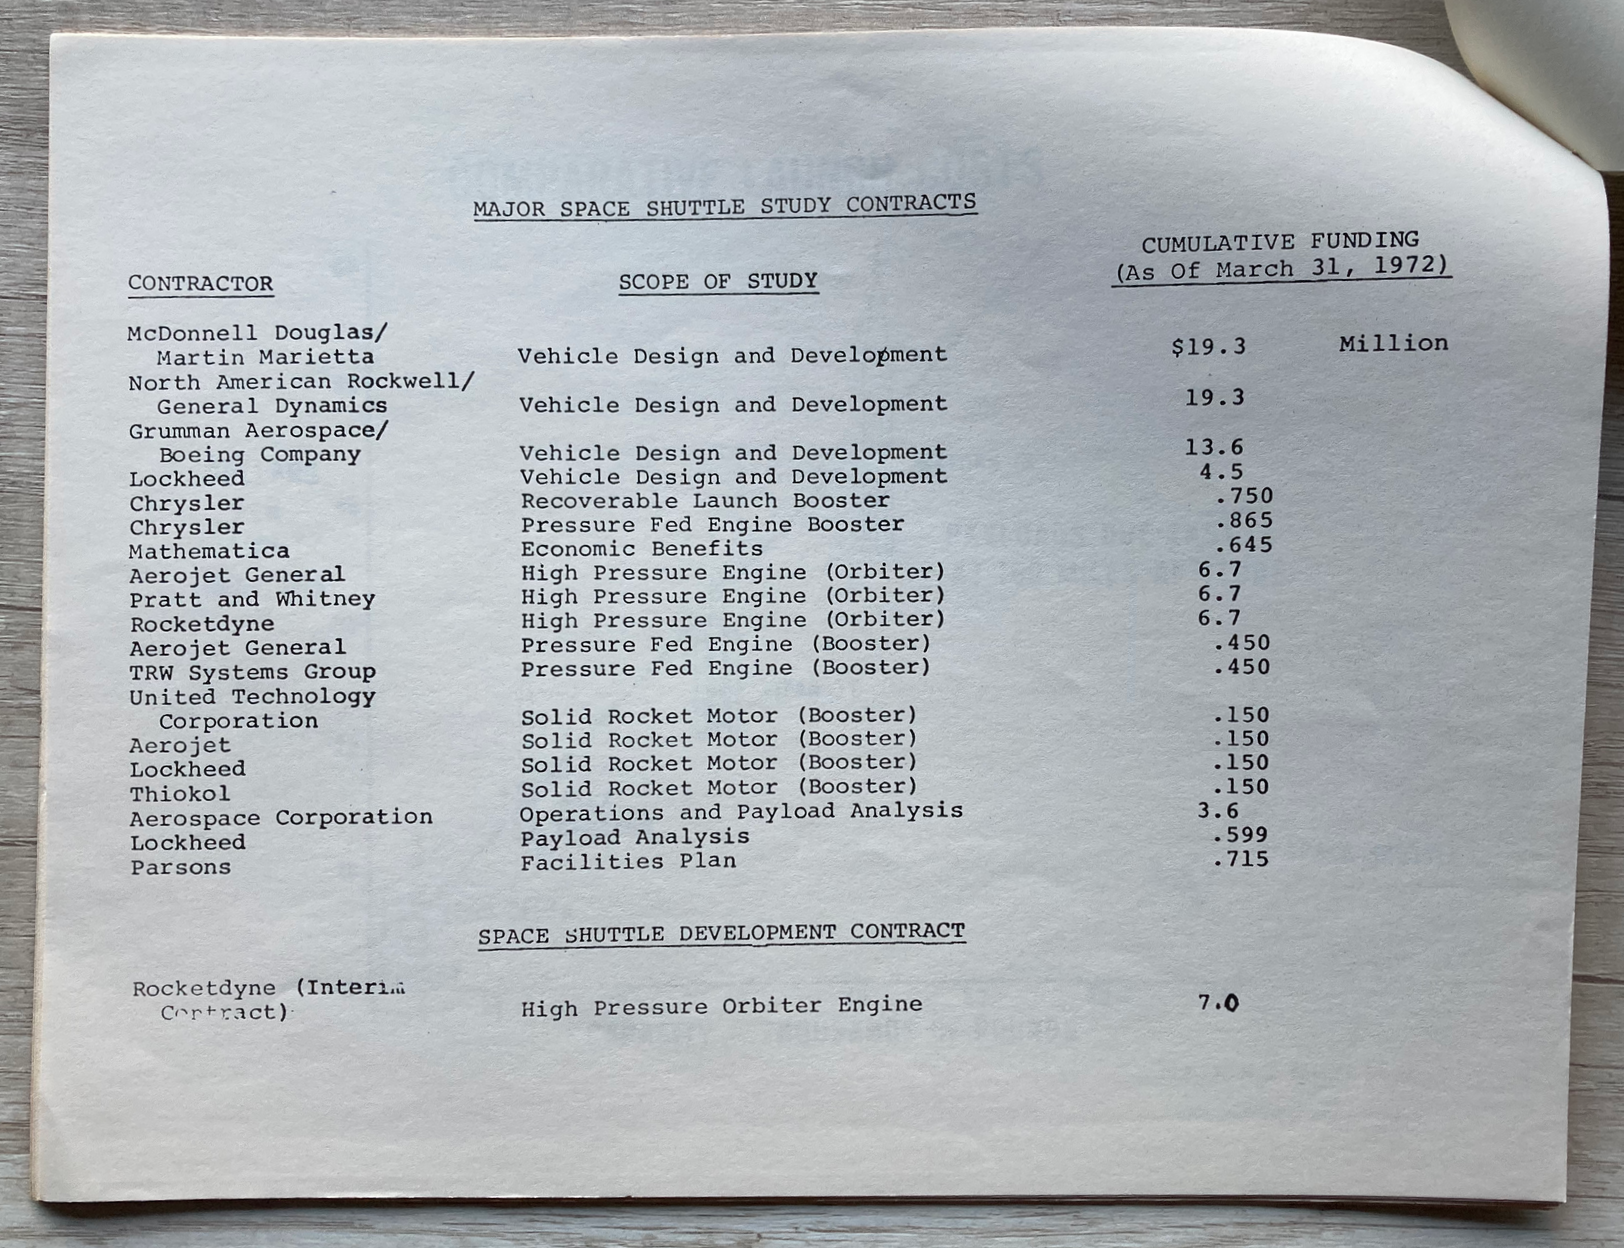 MAJOR SPACE SHUTTLE STUDY CONTRACTS
CUMULATIVE FUNDING
CONTRACTOR SCOPE OF STUDY (As Of March 31, 1972)
McDonnell Douglas/
Martin Marietta Vehicle Design and Development $19.3 Million
North American Rockwell/
General Dynamics Vehicle Design and Development 19.3
Grumman Aerospace/
Boeing Company Vehicle Design and Development 13.6
Lockheed Vehicle Design and Development 4.5
Chrysler Recoverable Launch Booster .750
Chrysler Pressure Fed Engine Booster .865
Mathematica Economic Benefits .645
Aerojet General High Pressure Engine (Orbiter) 6.7
Pratt and Whitney High Pressure Engine (Orbiter) 6.7
Rocketdyne High Pressure Engine (Orbiter) 6.7
Aerojet General Pressure Fed Engine (Booster) .450
TRW Systems Group Pressure Fed Engine (Booster) .450
United Technology
Corporation Solid Rocket Motor (Booster) .150
Aerojet Solid Rocket Motor (Booster) .150
Lockheed Solid Rocket Motor (Booster) .150
Thiokol Solid Rocket Motor (Booster) .150
Aerospace Corporation Operations and Payload Analysis 3.6
Lockheed Payload Analysis .599
Parsons Facilities Plan .715
SPACE SHUTTLE DEVELOPMENT CONTRACT
Rocketdyne (Interim
Contract) High Pressure Orbiter Engine 7.0